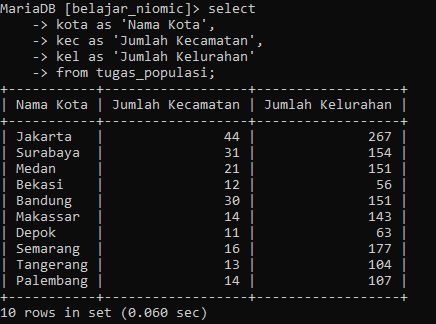 MariaDB [belajar_niomic]> select
    -> kota as 'Nama Kota',
    -> kec as 'Jumlah Kecamatan',
    -> kel as 'Jumlah Kelurahan'
    -> from tugas_populasi;
+-----------+------------------+------------------+
| Nama Kota | Jumlah Kecamatan | Jumlah Kelurahan |
+-----------+------------------+------------------+
| Jakarta   |               44 |              267 |
| Surabaya  |               31 |              154 |
| Medan     |               21 |              151 |
| Bekasi    |               12 |               56 |
| Bandung   |               30 |              151 |
| Makassar  |               14 |              143 |
| Depok     |               11 |               63 |
| Semarang  |               16 |              177 |
| Tangerang |               13 |              104 |
| Palembang |               14 |              107 |
+-----------+------------------+------------------+
10 rows in set (0.060 sec)